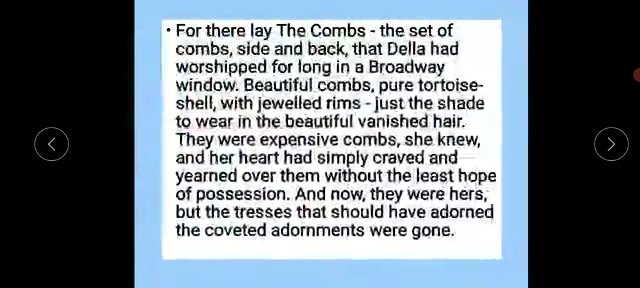 • For there lay The Combs - the set of
combs, side and back, that Della had
worshipped for long in a Broadway
window. Beautiful combs, pure tortoise-
shell, with jewelled rims - just the shade
to wear in the beautiful vanished hair.
They were expensive combs, she knew,
and her heart had simply craved and
yearned over them without the least hope
of possession. And now, they were hers,
but the tresses that should have adorned
the coveted adornments were gone.